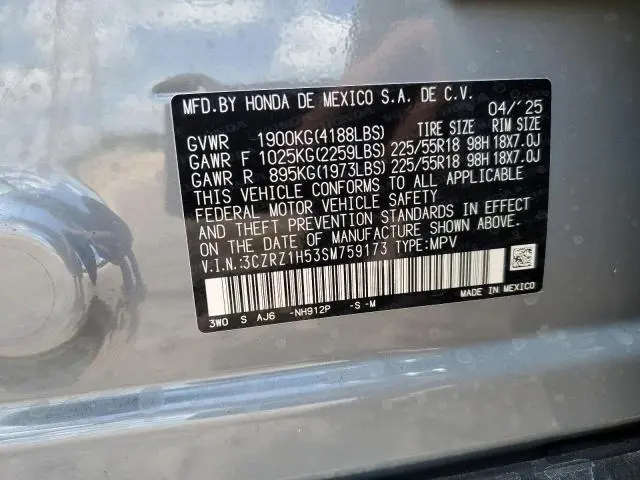 MFD.BY HONDA DE MEXICO S.A. DE C.V. 04/'25
GVWR 1900KG(4188LBS) TIRE SIZE RIM SIZE
GAWR F 1025KG(2259LBS) 225/55R18 98H 18X7.0J
GAWR R 895KG(1973LBS) 225/55R18 98H 18X7.0J
THIS VEHICLE CONFORMS TO ALL APPLICABLE
FEDERAL MOTOR VEHICLE SAFETY
AND THEFT PREVENTION STANDARDS IN EFFECT
ON THE DATE OF MANUFACTURE SHOWN ABOVE.
V.I.N.:3CZRZ1H53SM759173 TYPE:MPV
3W0 S AJ6 -NH912P -S -M
MADE IN MEXICO